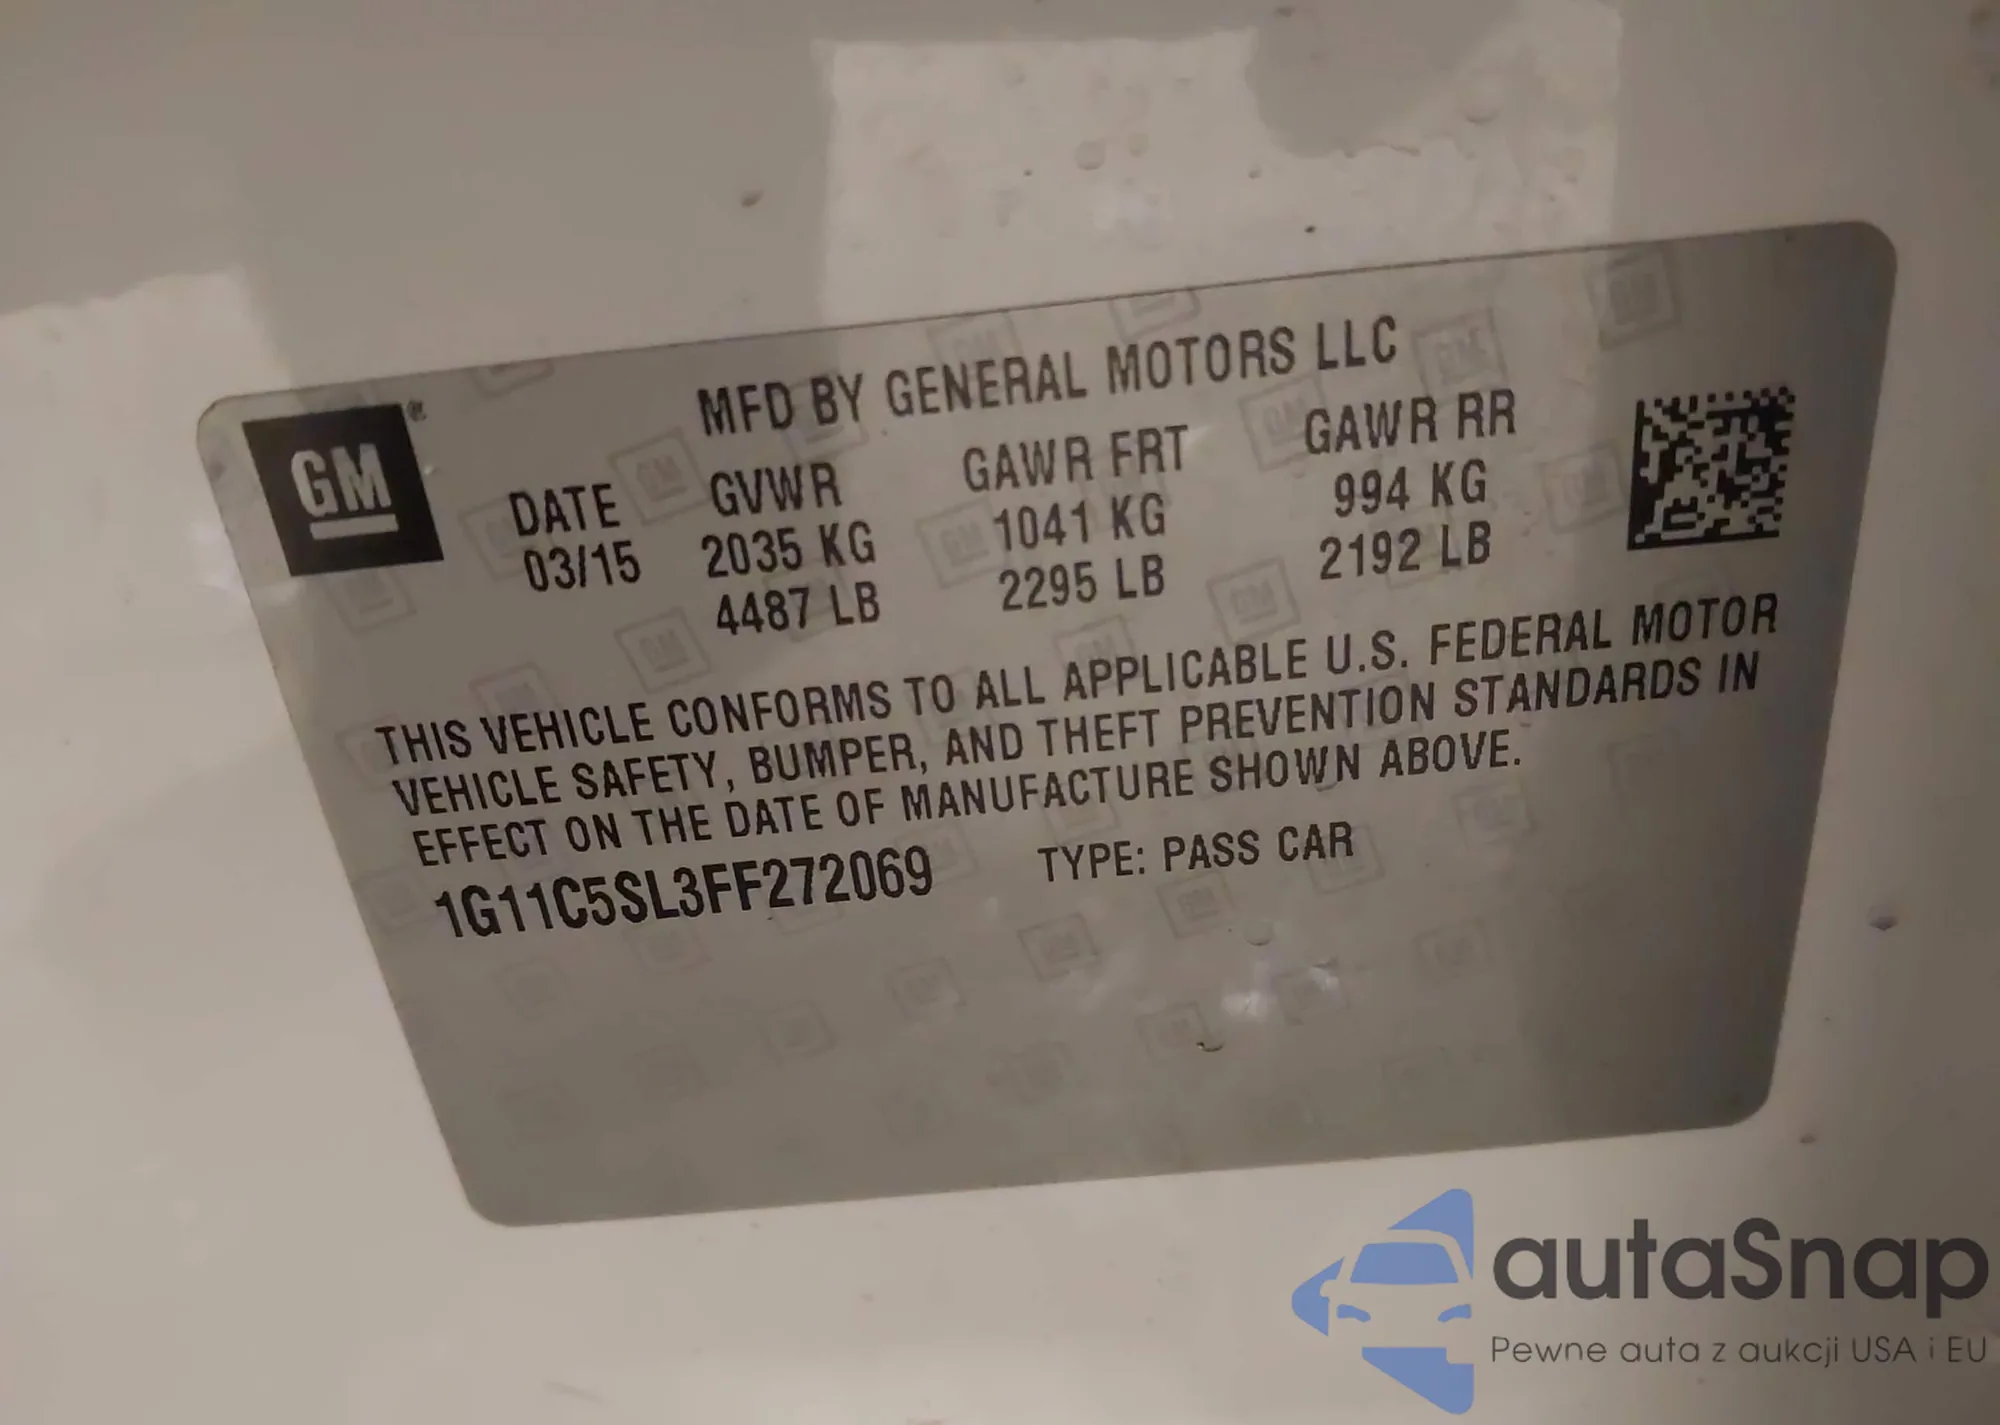 GM
®
MFD BY GENERAL MOTORS LLC
DATE GVWR GAWR FRT GAWR RR
03/15 2035 KG 1041 KG 994 KG
4487 LB 2295 LB 2192 LB
THIS VEHICLE CONFORMS TO ALL APPLICABLE U.S. FEDERAL MOTOR
VEHICLE SAFETY, BUMPER, AND THEFT PREVENTION STANDARDS IN
EFFECT ON THE DATE OF MANUFACTURE SHOWN ABOVE.
1G11C5SL3FF272069 TYPE: PASS CAR
autaSnap
Pewne auta z aukcji USA i EU